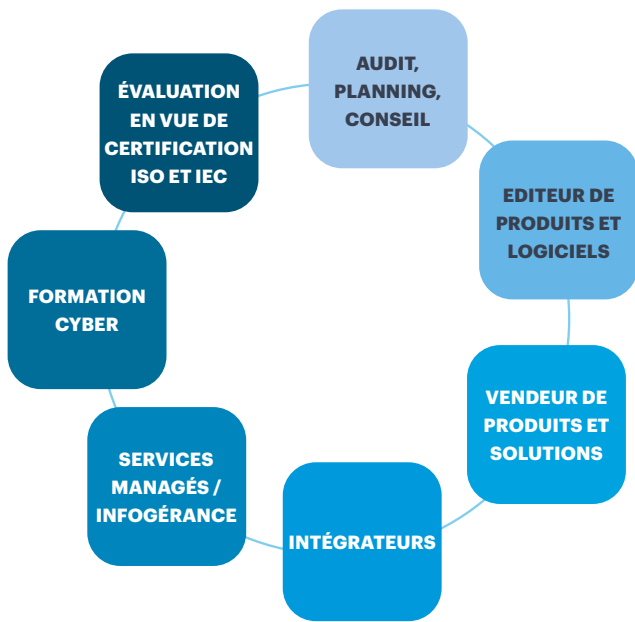 AUDIT,
PLANNING,
CONSEIL
EDITEUR DE
PRODUITS ET
LOGICIELS
VENDEUR DE
PRODUITS ET
SOLUTIONS
INTÉGRATEURS
SERVICES
MANAGÉS /
INFOGÉRANCE
FORMATION
CYBER
ÉVALUATION
EN VUE DE
CERTIFICATION
ISO ET IEC